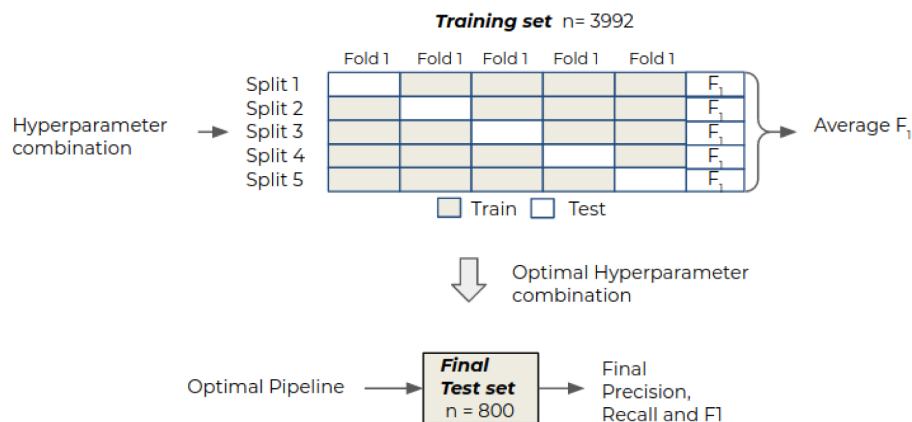 Training set n= 3992
Fold 1 Fold 1 Fold 1 Fold 1 Fold 1
Split 1 F₁
Split 2 F₁
Hyperparameter combination
Split 3 F₁
Average F₁
Split 4 F₁
Split 5 F₁
Train Test
Optimal Hyperparameter
combination
Optimal Pipeline
Final
Test set
n = 800
Final
Precision,
Recall and F1